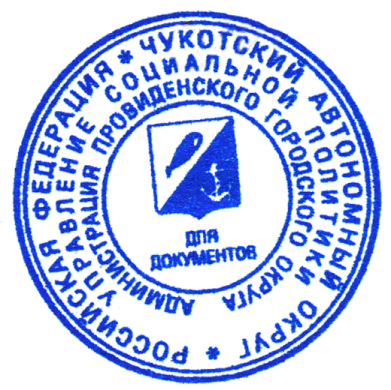 РОССИЙСКАЯ ФЕДЕРАЦИЯ * ЧУКОТСКИЙ АВТОНОМНЫЙ ОКРУГ *
УПРАВЛЕНИЕ СОЦИАЛЬНОЙ ПОЛИТИКИ
АДМИНИСТРАЦИЯ ПРОВИДЕНСКОГО ГОРОДСКОГО ОКРУГА
ДЛЯ
ДОКУМЕНТОВ